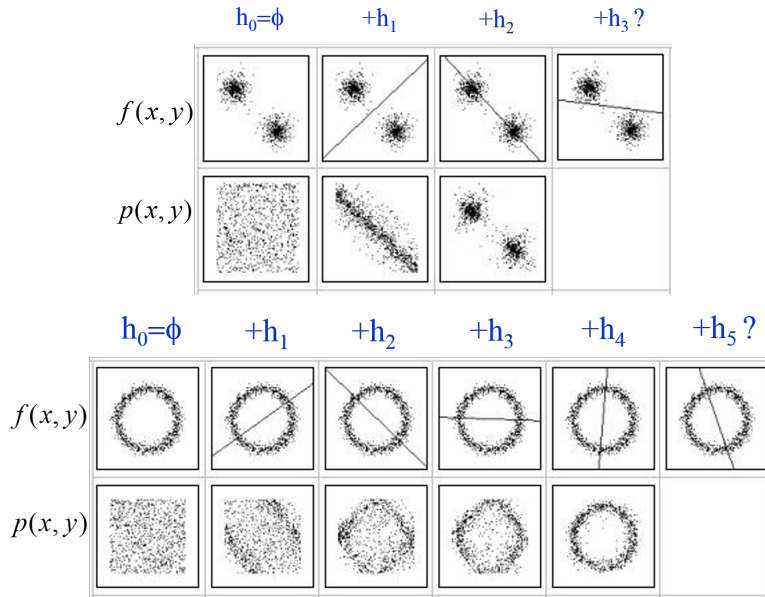 h₀=ϕ +h₁ +h₂ +h₃ ?
f(x, y)
p(x, y)
h₀=ϕ +h₁ +h₂ +h₃ +h₄ +h₅ ?
f(x, y)
p(x, y)